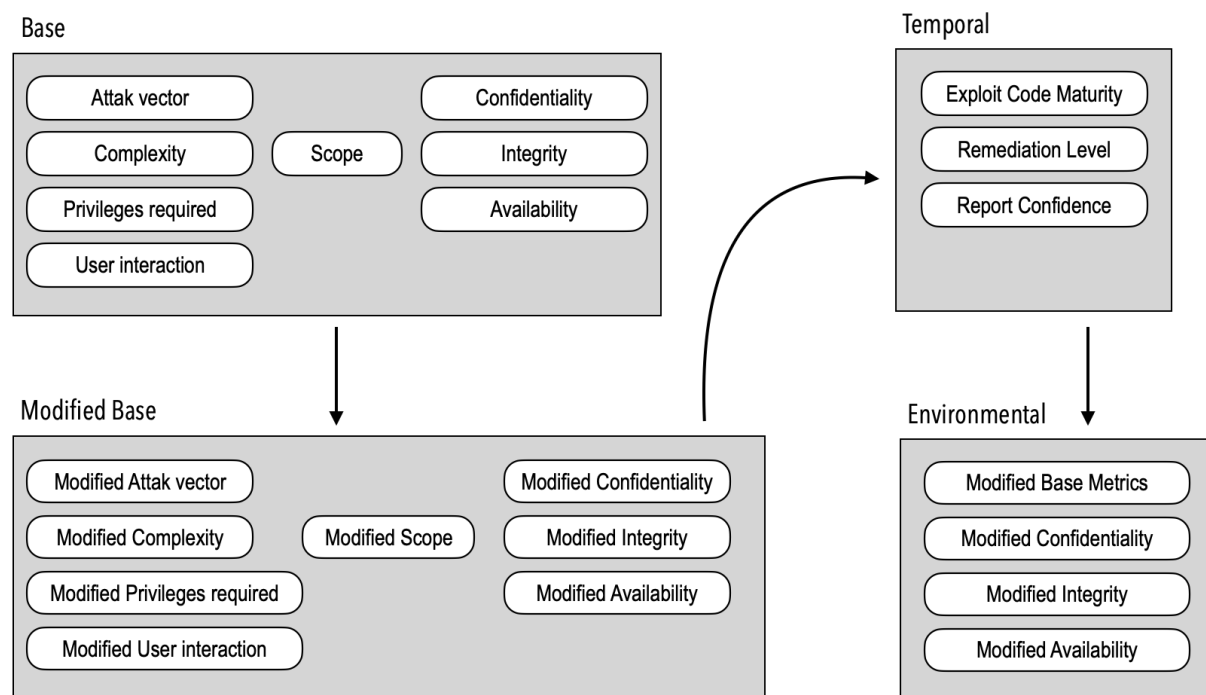 Base
Attak vector
Complexity
Privileges required
User interaction
Scope
Confidentiality
Integrity
Availability
Temporal
Exploit Code Maturity
Remediation Level
Report Confidence
Modified Base
Modified Attak vector
Modified Complexity
Modified Privileges required
Modified User interaction
Modified Scope
Modified Confidentiality
Modified Integrity
Modified Availability
Environmental
Modified Base Metrics
Modified Confidentiality
Modified Integrity
Modified Availability